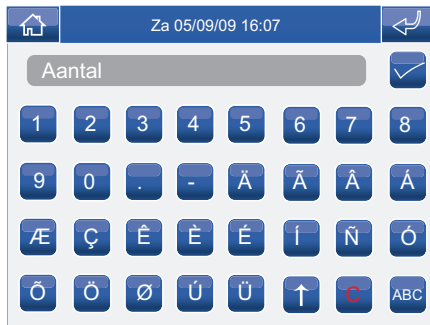 Za 05/09/09 16:07
Aantal
1 2 3 4 5 6 7 8
9 0 . - Ä Ã Â Á
Æ Ç Ê È É Í Ñ Ó
Õ Ö Ø Ú Ü ↑ C ABC